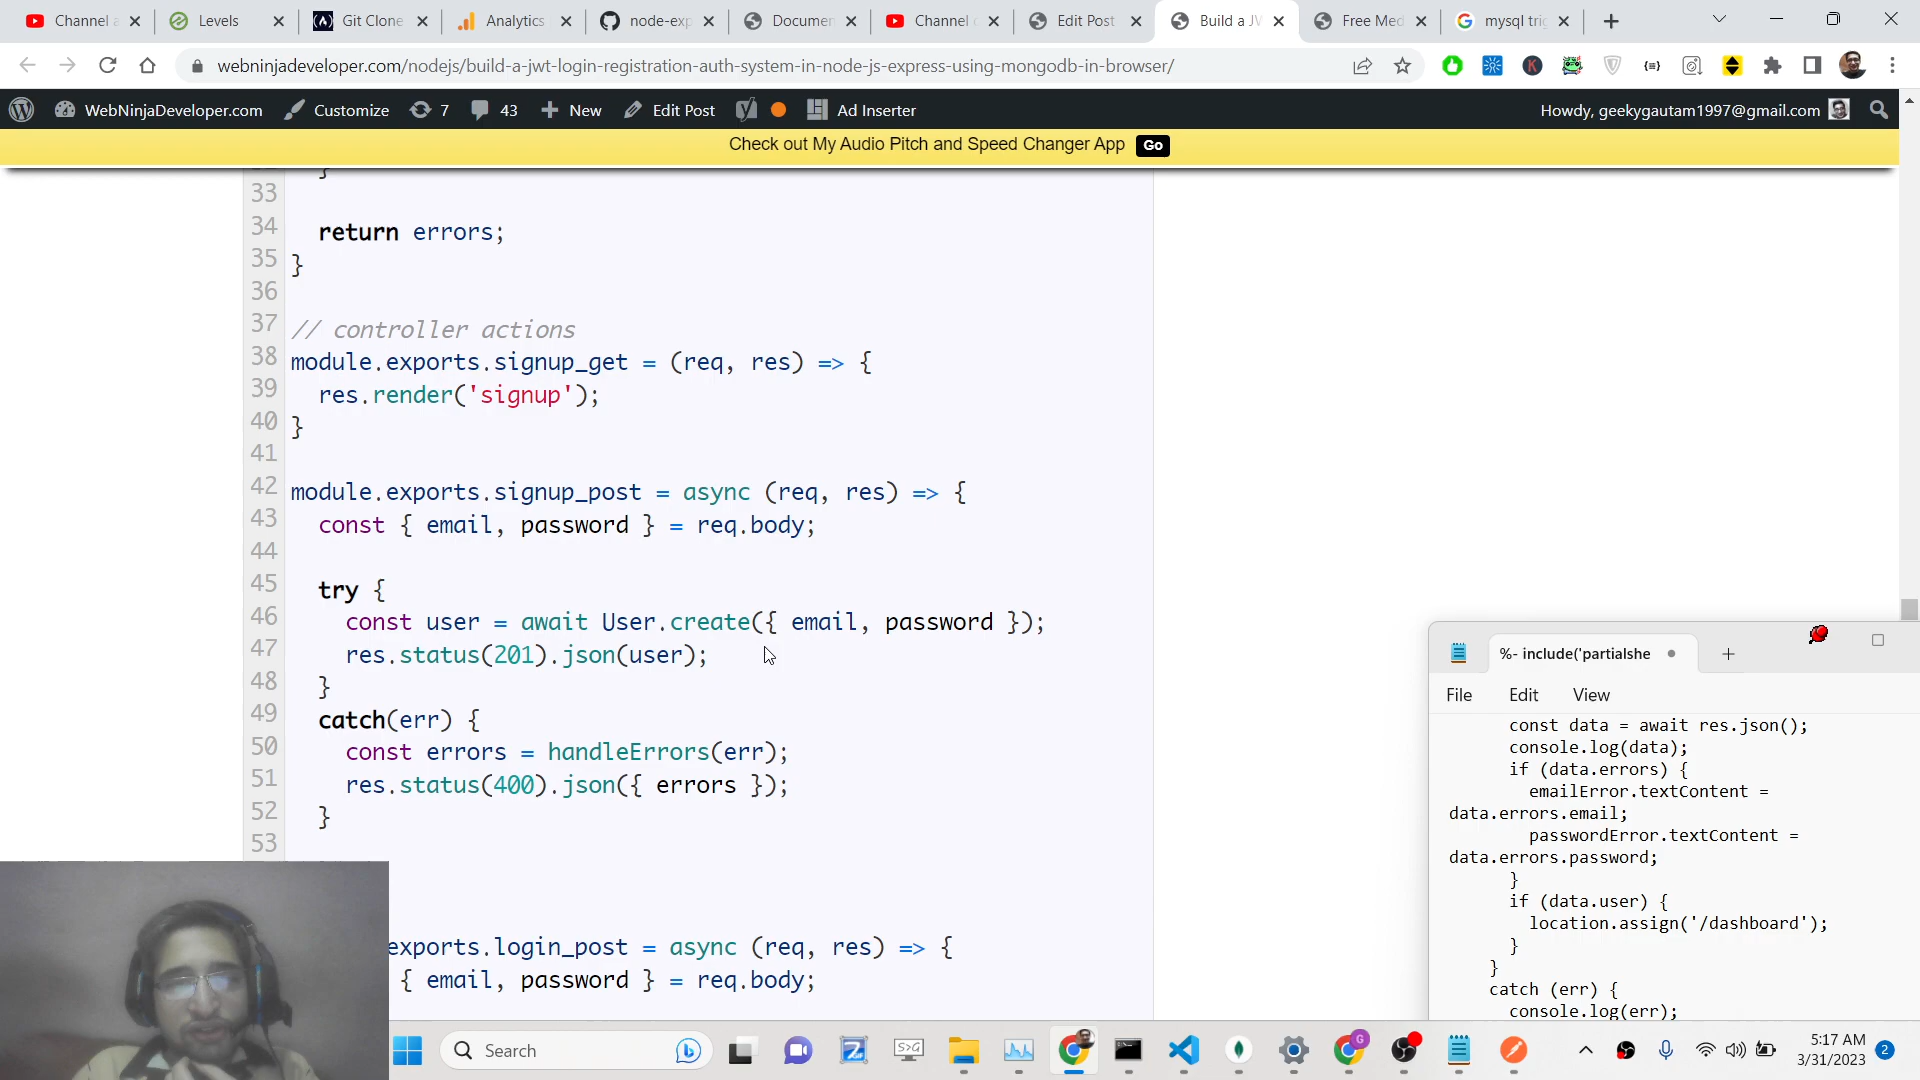 Channel a
Levels
Git Clone
Analytics
node-exp
Documen
Channel c
Edit Post
Build a JW
Free Med
mysql trig
webninjadeveloper.com/nodejs/build-a-jwt-login-registration-auth-system-in-node-js-express-using-mongodb-in-browser/
WebNinjaDeveloper.com Customize 7 43 New Edit Post Ad Inserter Howdy, geekygautam1997@gmail.com
Check out My Audio Pitch and Speed Changer App Go
}
33
34 return errors;
35 }
36
37 // controller actions
38 module.exports.signup_get = (req, res) => {
39 res.render('signup');
40 }
41
42 module.exports.signup_post = async (req, res) => {
43 const { email, password } = req.body;
44
45 try {
46 const user = await User.create({ email, password });
47 res.status(201).json(user);
48 }
49 catch(err) {
50 const errors = handleErrors(err);
51 res.status(400).json({ errors });
52 }
53
exports.login_post = async (req, res) => {
{ email, password } = req.body;
%- include('partialshe
File Edit View
const data = await res.json();
console.log(data);
if (data.errors) {
emailError.textContent =
data.errors.email;
passwordError.textContent =
data.errors.password;
}
if (data.user) {
location.assign('/dashboard');
}
}
catch (err) {
console.log(err);
Search
S>G
G
5:17 AM
3/31/2023
2